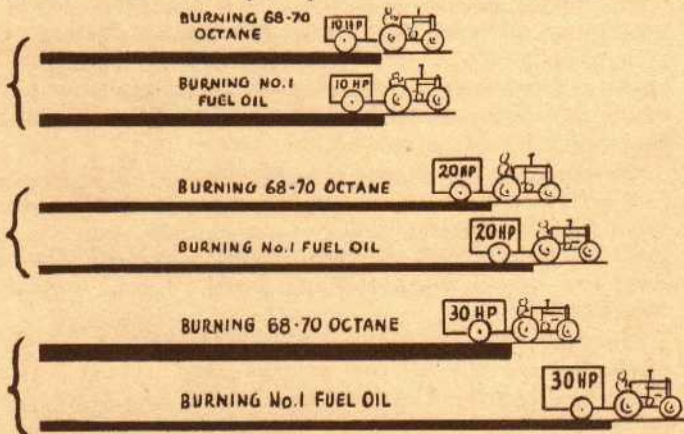 BURNING 68-70
OCTANE
10 HP
BURNING NO.1
FUEL OIL
10 HP
BURNING 68-70 OCTANE
20 HP
BURNING No.1 FUEL OIL
20 HP
BURNING 68-70 OCTANE
30 HP
BURNING No.1 FUEL OIL
30 HP